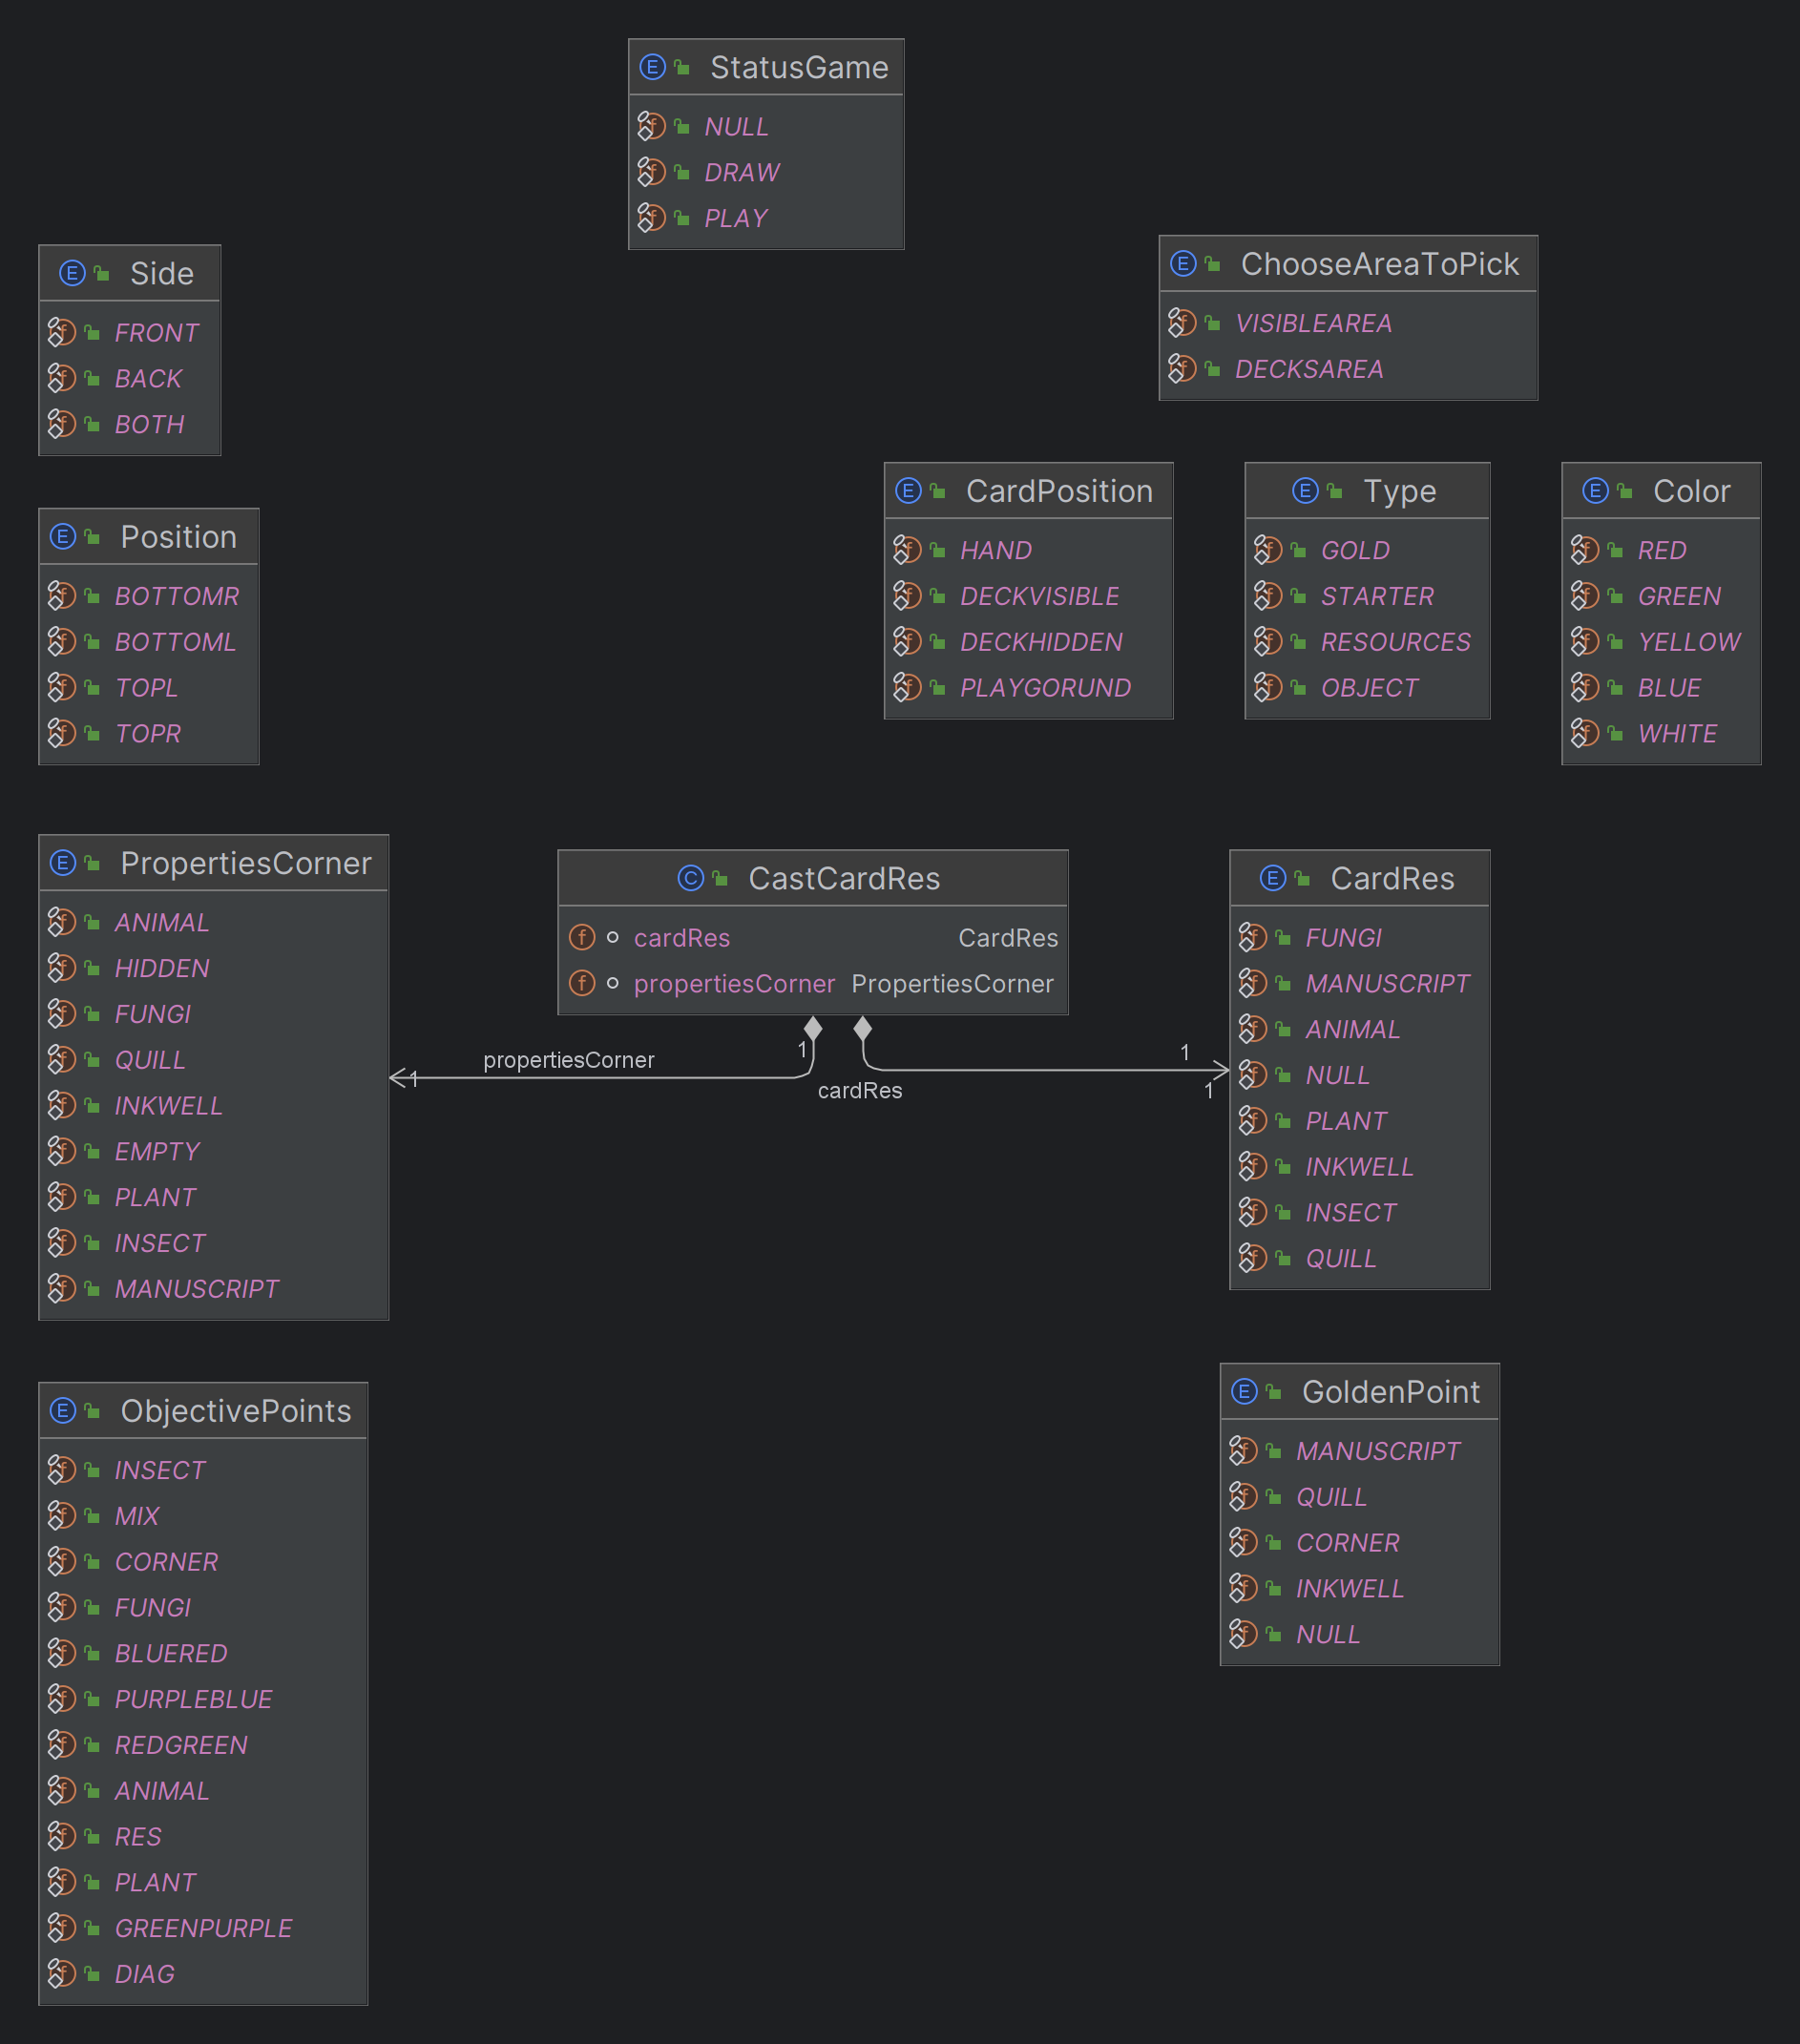 StatusGame
NULL
DRAW
PLAY
Side
FRONT
BACK
BOTH
ChooseAreaToPick
VISIBLEAREA
DECKSAREA
Position
BOTTOMR
BOTTOML
TOPL
TOPR
CardPosition
HAND
DECKVISIBLE
DECKHIDDEN
PLAYGORUND
Type
GOLD
STARTER
RESOURCES
OBJECT
Color
RED
GREEN
YELLOW
BLUE
WHITE
PropertiesCorner
ANIMAL
HIDDEN
FUNGI
QUILL
INKWELL
EMPTY
PLANT
INSECT
MANUSCRIPT
CastCardRes
cardRes CardRes
propertiesCorner PropertiesCorner
1
propertiesCorner
1
1
cardRes
1
CardRes
FUNGI
MANUSCRIPT
ANIMAL
NULL
PLANT
INKWELL
INSECT
QUILL
ObjectivePoints
INSECT
MIX
CORNER
FUNGI
BLUERED
PURPLEBLUE
REDGREEN
ANIMAL
RES
PLANT
GREENPURPLE
DIAG
GoldenPoint
MANUSCRIPT
QUILL
CORNER
INKWELL
NULL